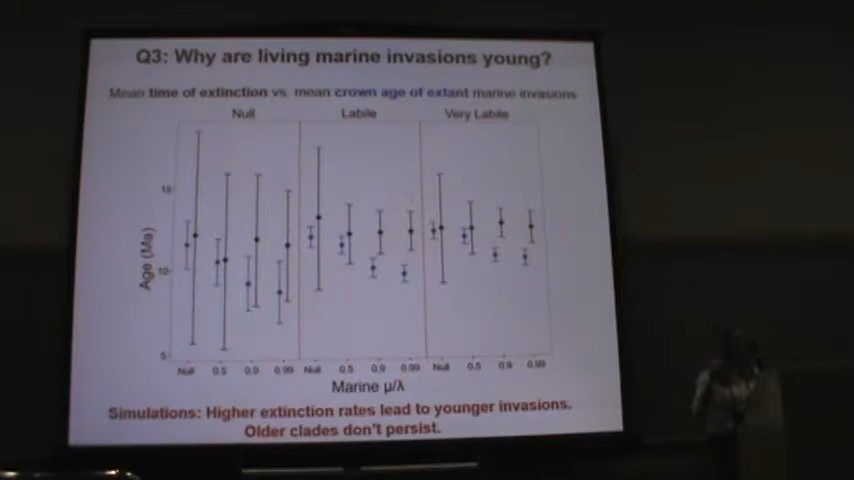 Q3: Why are living marine invasions young?
Mean time of extinction vs. mean crown age of extant marine invasions
Null Labile Very Labile
15
Age (Ma)
10
5
Null 0.5 0.9 0.99 Null 0.5 0.9 0.99 Null 0.5 0.9 0.99
Marine μ/λ
Simulations: Higher extinction rates lead to younger invasions.
Older clades don't persist.